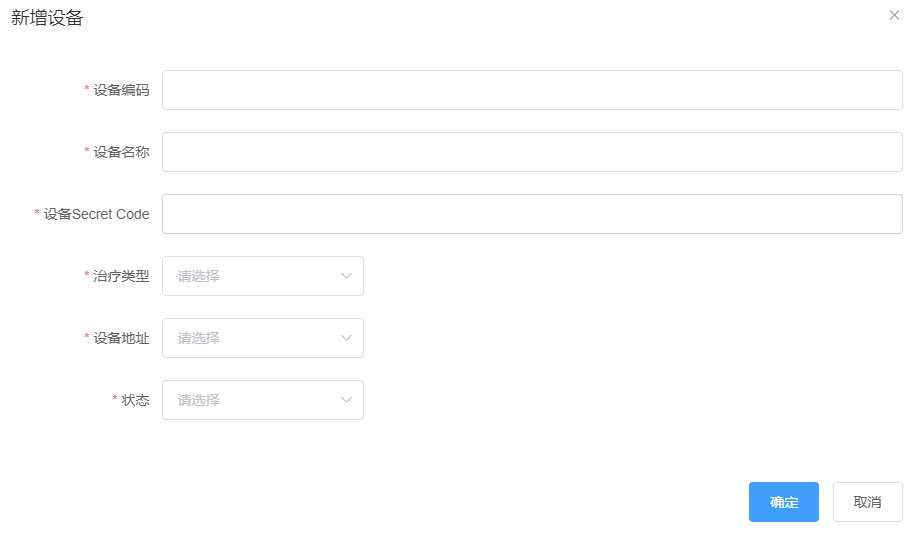 新增设备
* 设备编码
* 设备名称
* 设备Secret Code
* 治疗类型 请选择
* 设备地址 请选择
* 状态 请选择
确定 取消